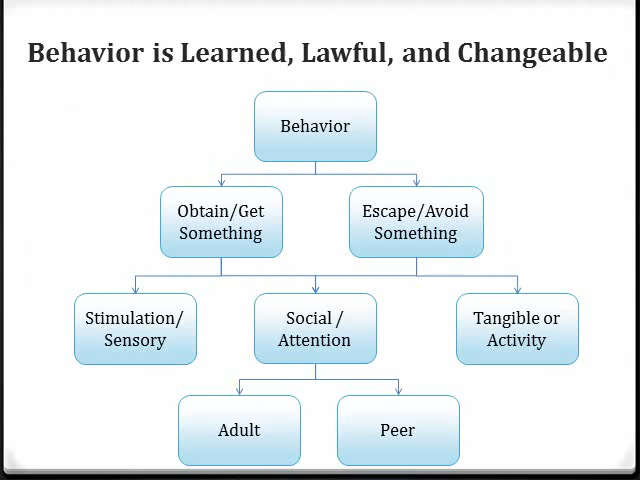 Behavior is Learned, Lawful, and Changeable
Behavior
Obtain/Get
Something
Escape/Avoid
Something
Stimulation/
Sensory
Social /
Attention
Tangible or
Activity
Adult
Peer